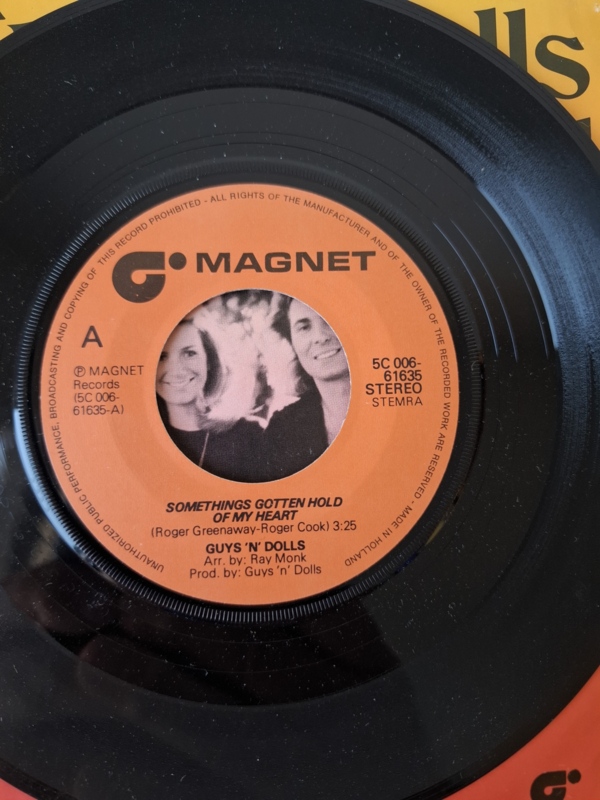 lls
UNAUTHORIZED PUBLIC PERFORMANCE, BROADCASTING AND COPYING OF THIS RECORD PROHIBITED - ALL RIGHTS OF THE MANUFACTURER AND OF THE OWNER OF THE RECORDED WORK ARE RESERVED - MADE IN HOLLAND
MAGNET
A
℗ MAGNET
Records
(5C 006-
61635-A)
5C 006-
61635
STEREO
STEMRA
SOMETHINGS GOTTEN HOLD
OF MY HEART
(Roger Greenaway-Roger Cook) 3:25
GUYS 'N' DOLLS
Arr. by: Ray Monk
Prod. by: Guys 'n' Dolls